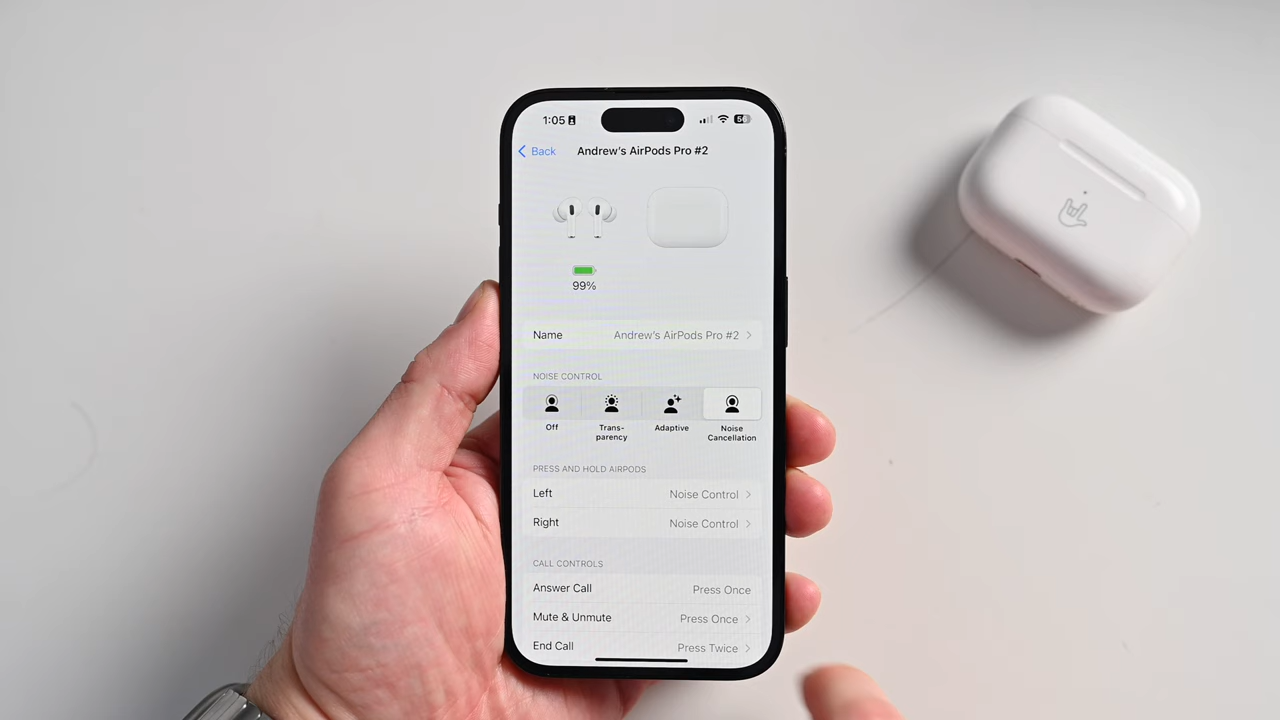 1:05
56
Back
Andrew's AirPods Pro #2
99%
Name Andrew's AirPods Pro #2
NOISE CONTROL
Off
Trans-
parency
Adaptive
Noise
Cancellation
PRESS AND HOLD AIRPODS
Left Noise Control
Right Noise Control
CALL CONTROLS
Answer Call Press Once
Mute & Unmute Press Once
End Call Press Twice